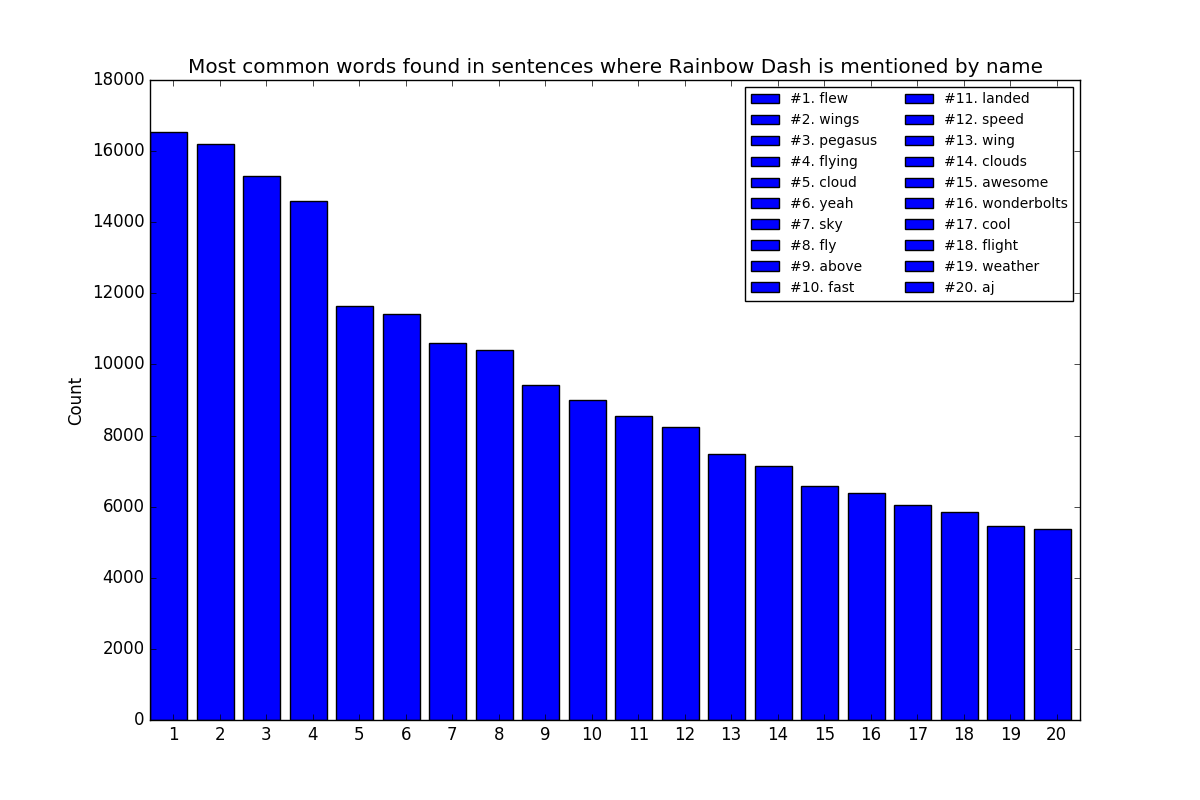 Most common words found in sentences where Rainbow Dash is mentioned by name
18000
16000
14000
12000
10000
8000
6000
4000
2000
0
Count
#1. flew
#2. wings
#3. pegasus
#4. flying
#5. cloud
#6. yeah
#7. sky
#8. fly
#9. above
#10. fast
#11. landed
#12. speed
#13. wing
#14. clouds
#15. awesome
#16. wonderbolts
#17. cool
#18. flight
#19. weather
#20. aj
1 2 3 4 5 6 7 8 9 10 11 12 13 14 15 16 17 18 19 20